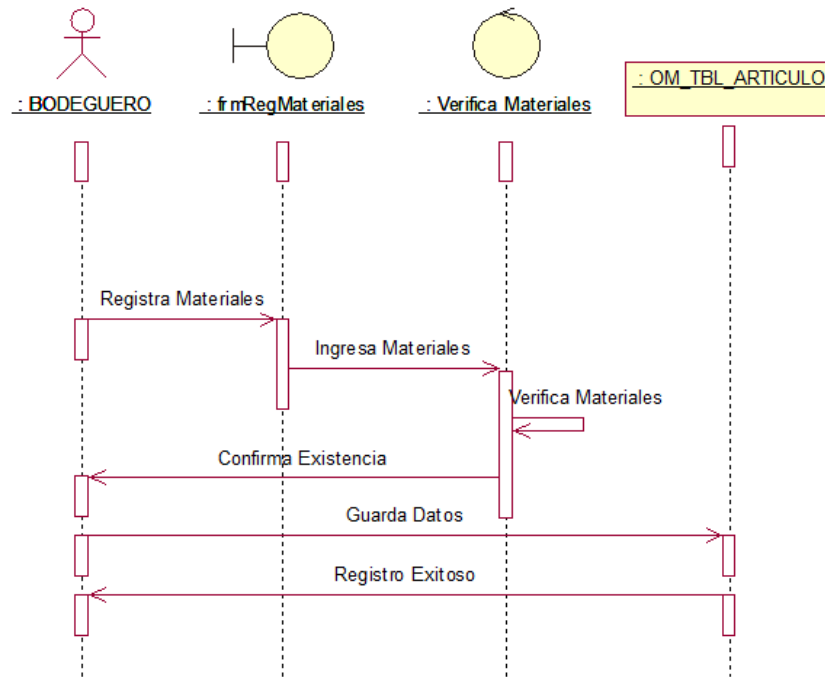 : BODEGUERO
: frmRegMateriales
: Verifica Materiales
: OM_TBL_ARTICULO
Registra Materiales
Ingresa Materiales
Verifica Materiales
Confirma Existencia
Guarda Datos
Registro Exitoso